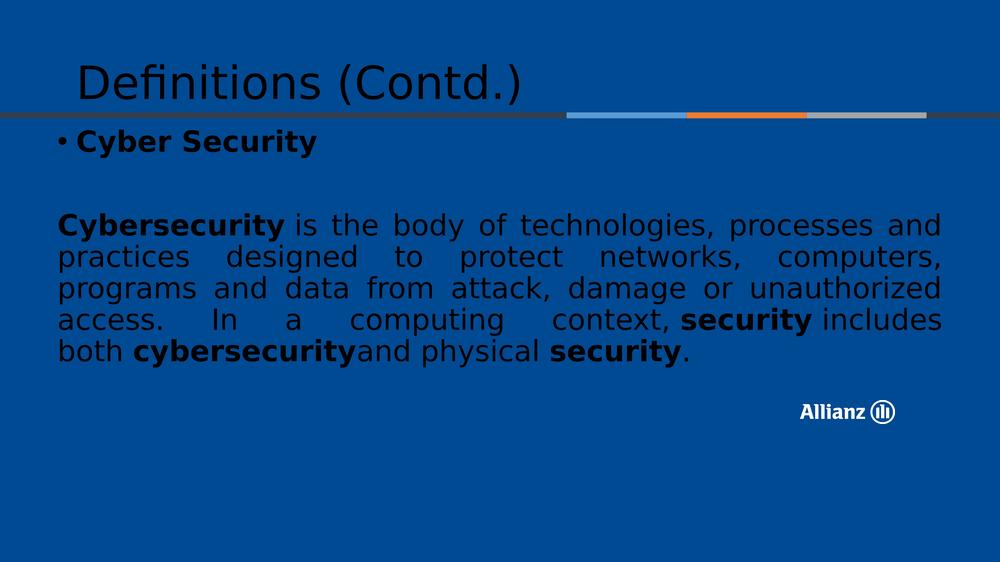 Definitions (Contd.)
• Cyber Security
Cybersecurity is the body of technologies, processes and
practices designed to protect networks, computers,
programs and data from attack, damage or unauthorized
access. In a computing context, security includes
both cybersecurityand physical security.
Allianz